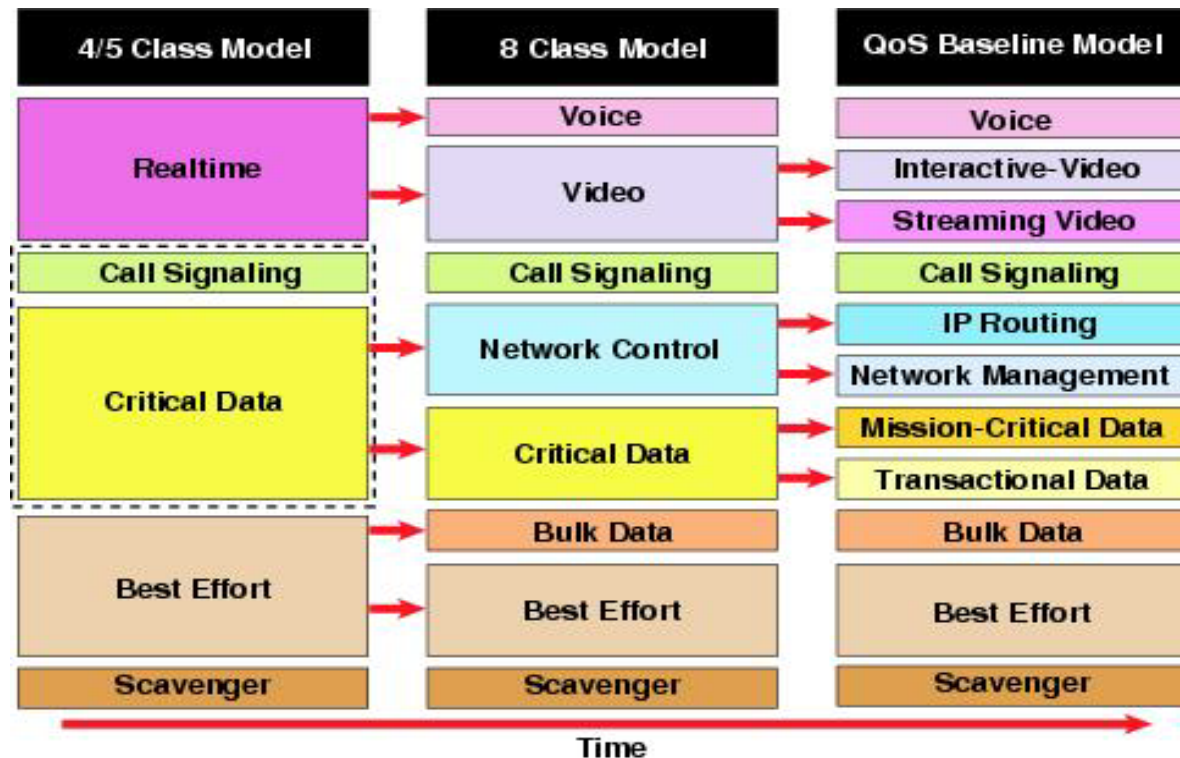 4/5 Class Model
8 Class Model
QoS Baseline Model
Realtime
Call Signaling
Critical Data
Best Effort
Scavenger
Voice
Video
Call Signaling
Network Control
Critical Data
Bulk Data
Best Effort
Scavenger
Voice
Interactive-Video
Streaming Video
Call Signaling
IP Routing
Network Management
Mission-Critical Data
Transactional Data
Bulk Data
Best Effort
Scavenger
Time